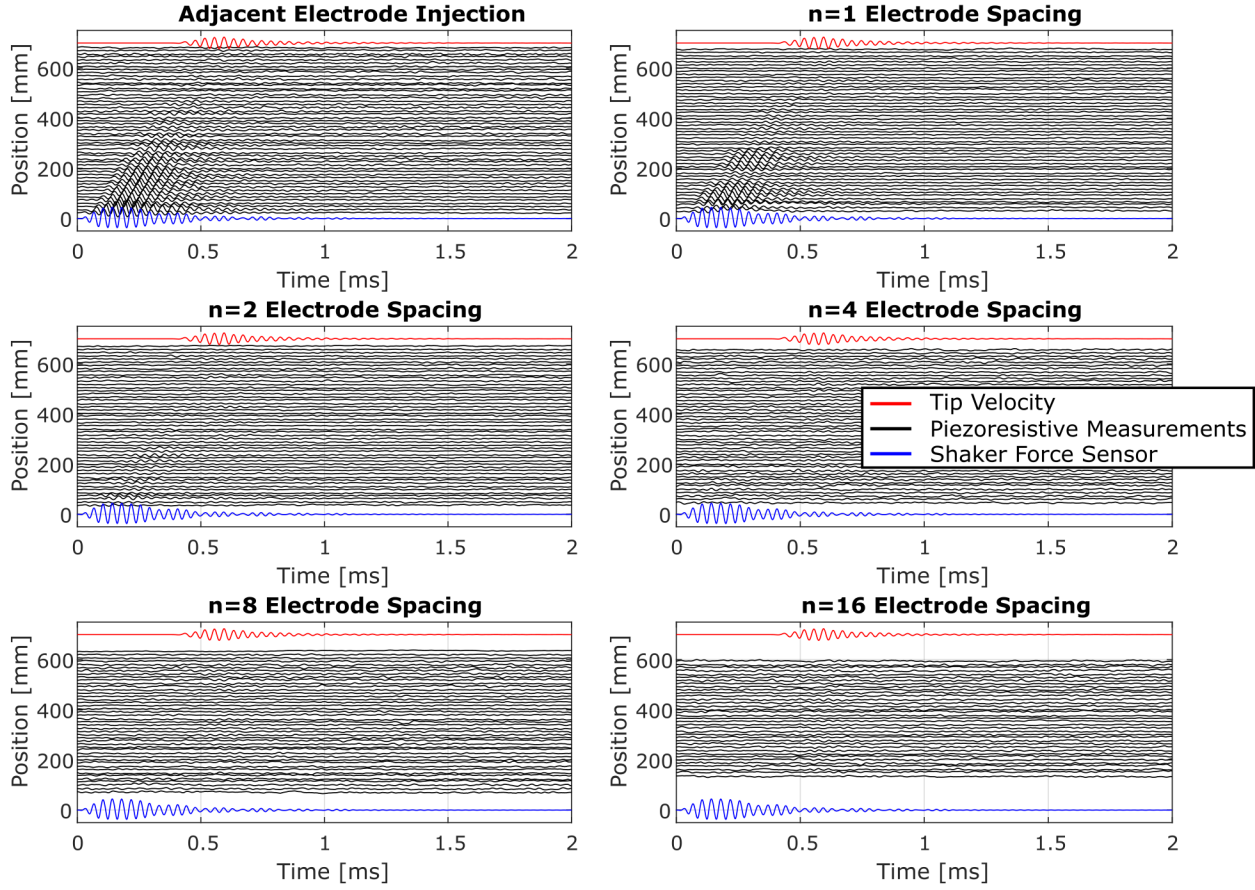 Adjacent Electrode Injection
Position [mm]
600
400
200
0
0 0.5 1 1.5 2
Time [ms]
n=1 Electrode Spacing
Position [mm]
600
400
200
0
0 0.5 1 1.5 2
Time [ms]
n=2 Electrode Spacing
Position [mm]
600
400
200
0
0 0.5 1 1.5 2
Time [ms]
n=4 Electrode Spacing
Position [mm]
600
400
200
0
0 0.5 1 1.5 2
Time [ms]
Tip Velocity
Piezoresistive Measurements
Shaker Force Sensor
n=8 Electrode Spacing
Position [mm]
600
400
200
0
0 0.5 1 1.5 2
Time [ms]
n=16 Electrode Spacing
Position [mm]
600
400
200
0
0 0.5 1 1.5 2
Time [ms]